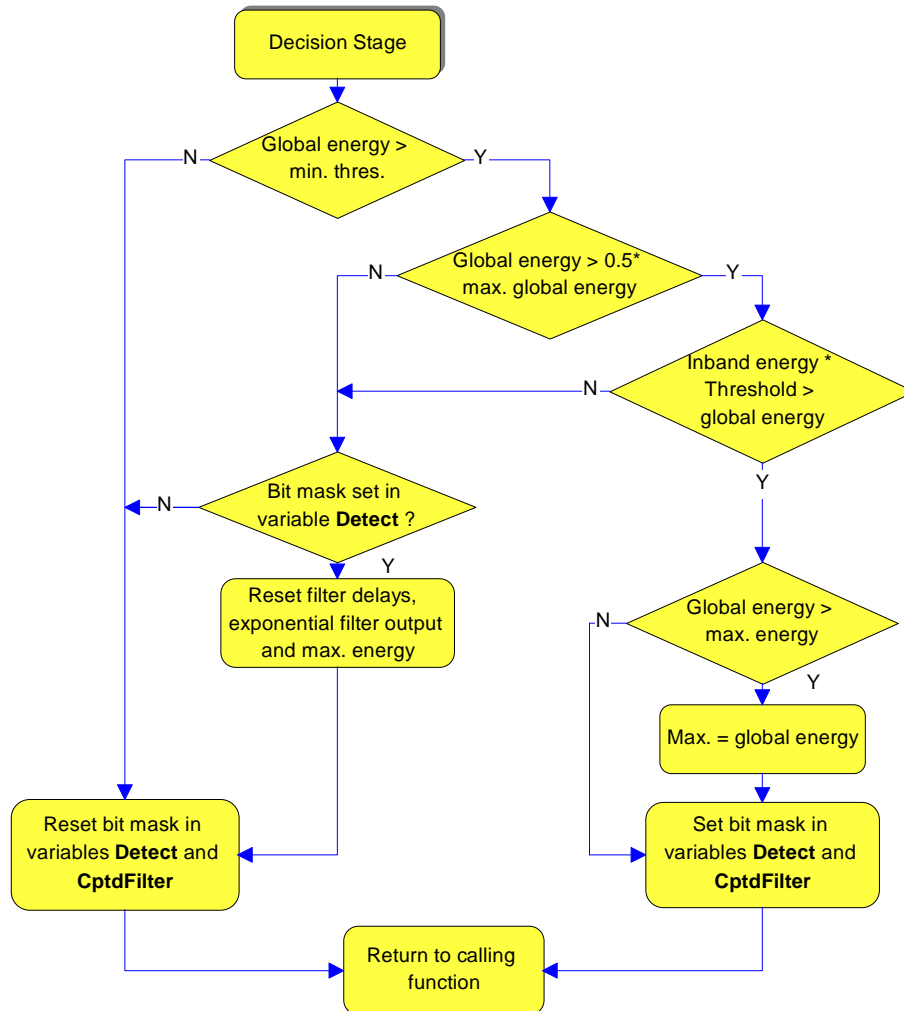 Decision Stage
Global energy >
min. thres.
N
Y
Global energy > 0.5*
max. global energy
N
Y
Inband energy *
Threshold >
global energy
N
Y
Bit mask set in
variable Detect ?
N
Y
Reset filter delays,
exponential filter output
and max. energy
Global energy >
max. energy
N
Y
Max. = global energy
Reset bit mask in
variables Detect and
CptdFilter
Set bit mask in
variables Detect and
CptdFilter
Return to calling
function